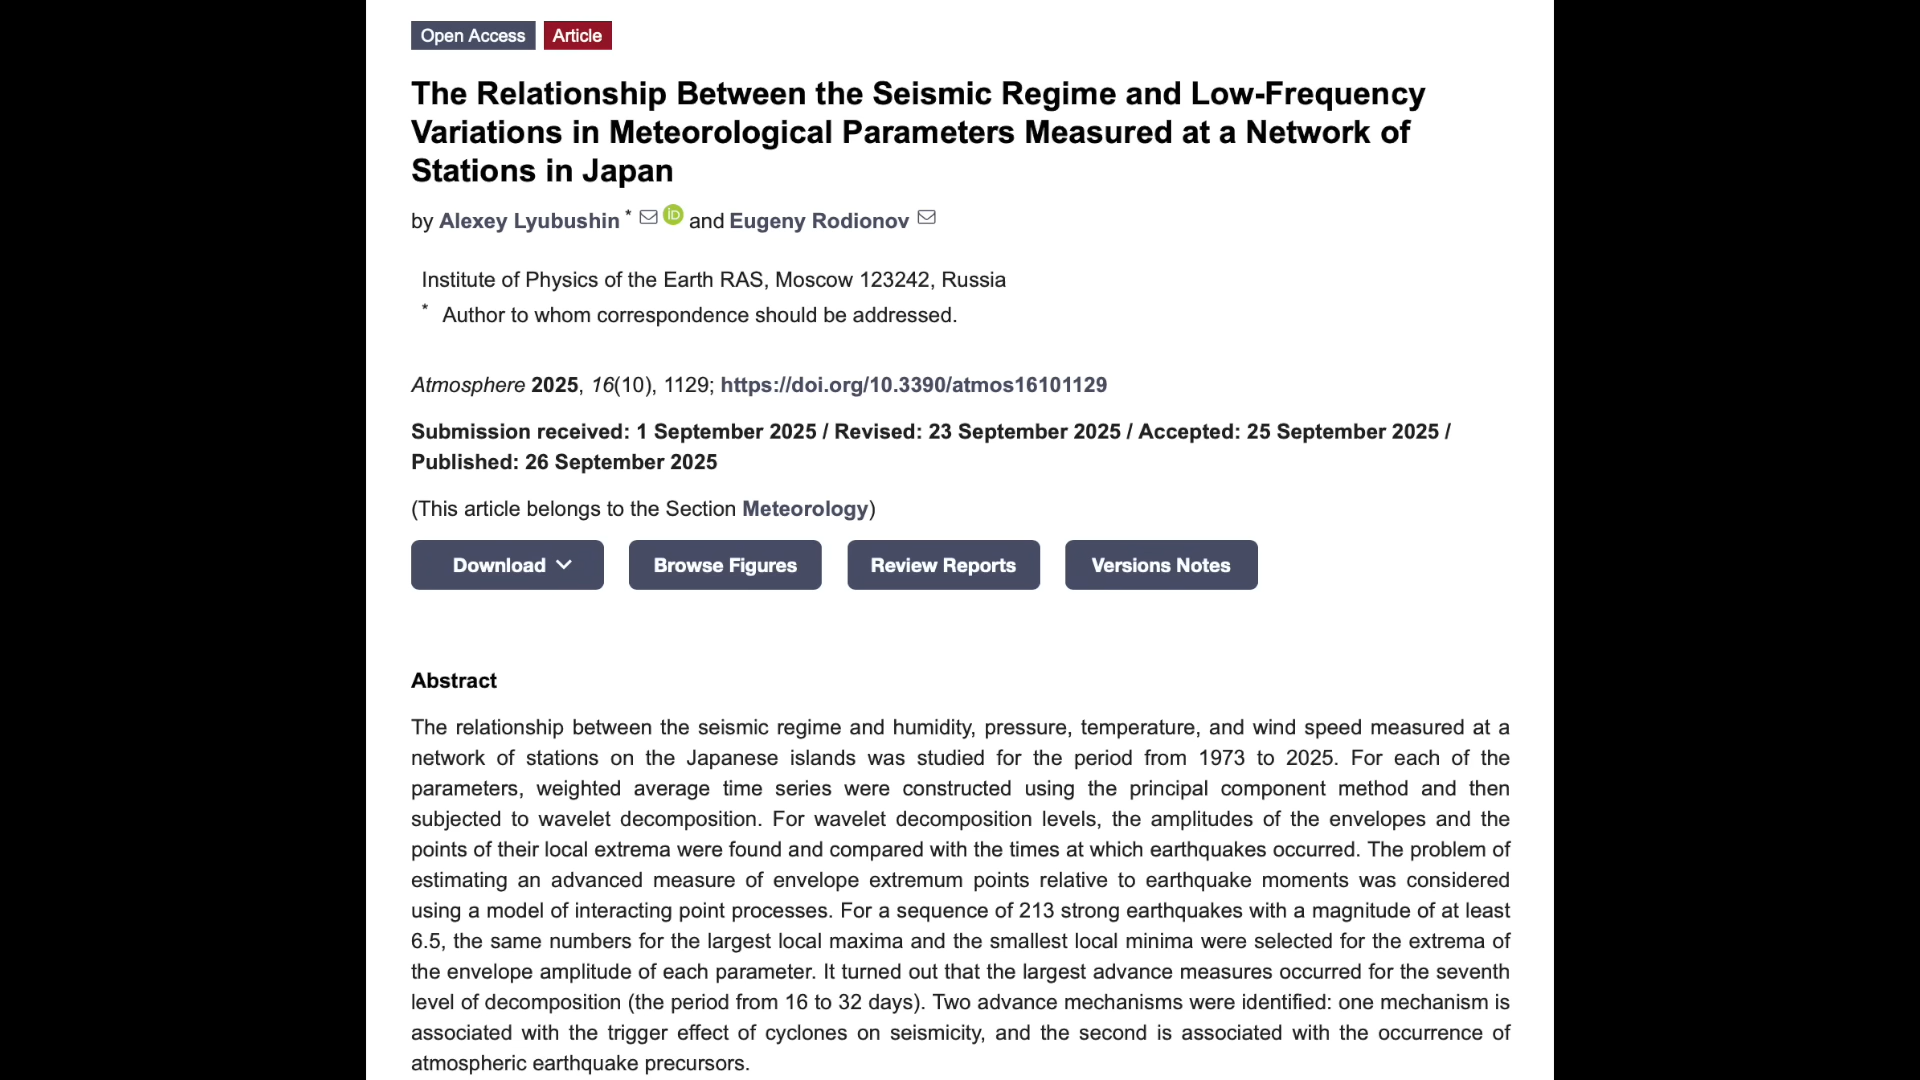 Open Access Article
The Relationship Between the Seismic Regime and Low-Frequency
Variations in Meteorological Parameters Measured at a Network of
Stations in Japan
by Alexey Lyubushin * iD and Eugeny Rodionov
Institute of Physics of the Earth RAS, Moscow 123242, Russia
* Author to whom correspondence should be addressed.
Atmosphere 2025, 16(10), 1129; https://doi.org/10.3390/atmos16101129
Submission received: 1 September 2025 / Revised: 23 September 2025 / Accepted: 25 September 2025 /
Published: 26 September 2025
(This article belongs to the Section Meteorology)
Download Browse Figures Review Reports Versions Notes
Abstract
The relationship between the seismic regime and humidity, pressure, temperature, and wind speed measured at a
network of stations on the Japanese islands was studied for the period from 1973 to 2025. For each of the
parameters, weighted average time series were constructed using the principal component method and then
subjected to wavelet decomposition. For wavelet decomposition levels, the amplitudes of the envelopes and the
points of their local extrema were found and compared with the times at which earthquakes occurred. The problem of
estimating an advanced measure of envelope extremum points relative to earthquake moments was considered
using a model of interacting point processes. For a sequence of 213 strong earthquakes with a magnitude of at least
6.5, the same numbers for the largest local maxima and the smallest local minima were selected for the extrema of
the envelope amplitude of each parameter. It turned out that the largest advance measures occurred for the seventh
level of decomposition (the period from 16 to 32 days). Two advance mechanisms were identified: one mechanism is
associated with the trigger effect of cyclones on seismicity, and the second is associated with the occurrence of
atmospheric earthquake precursors.